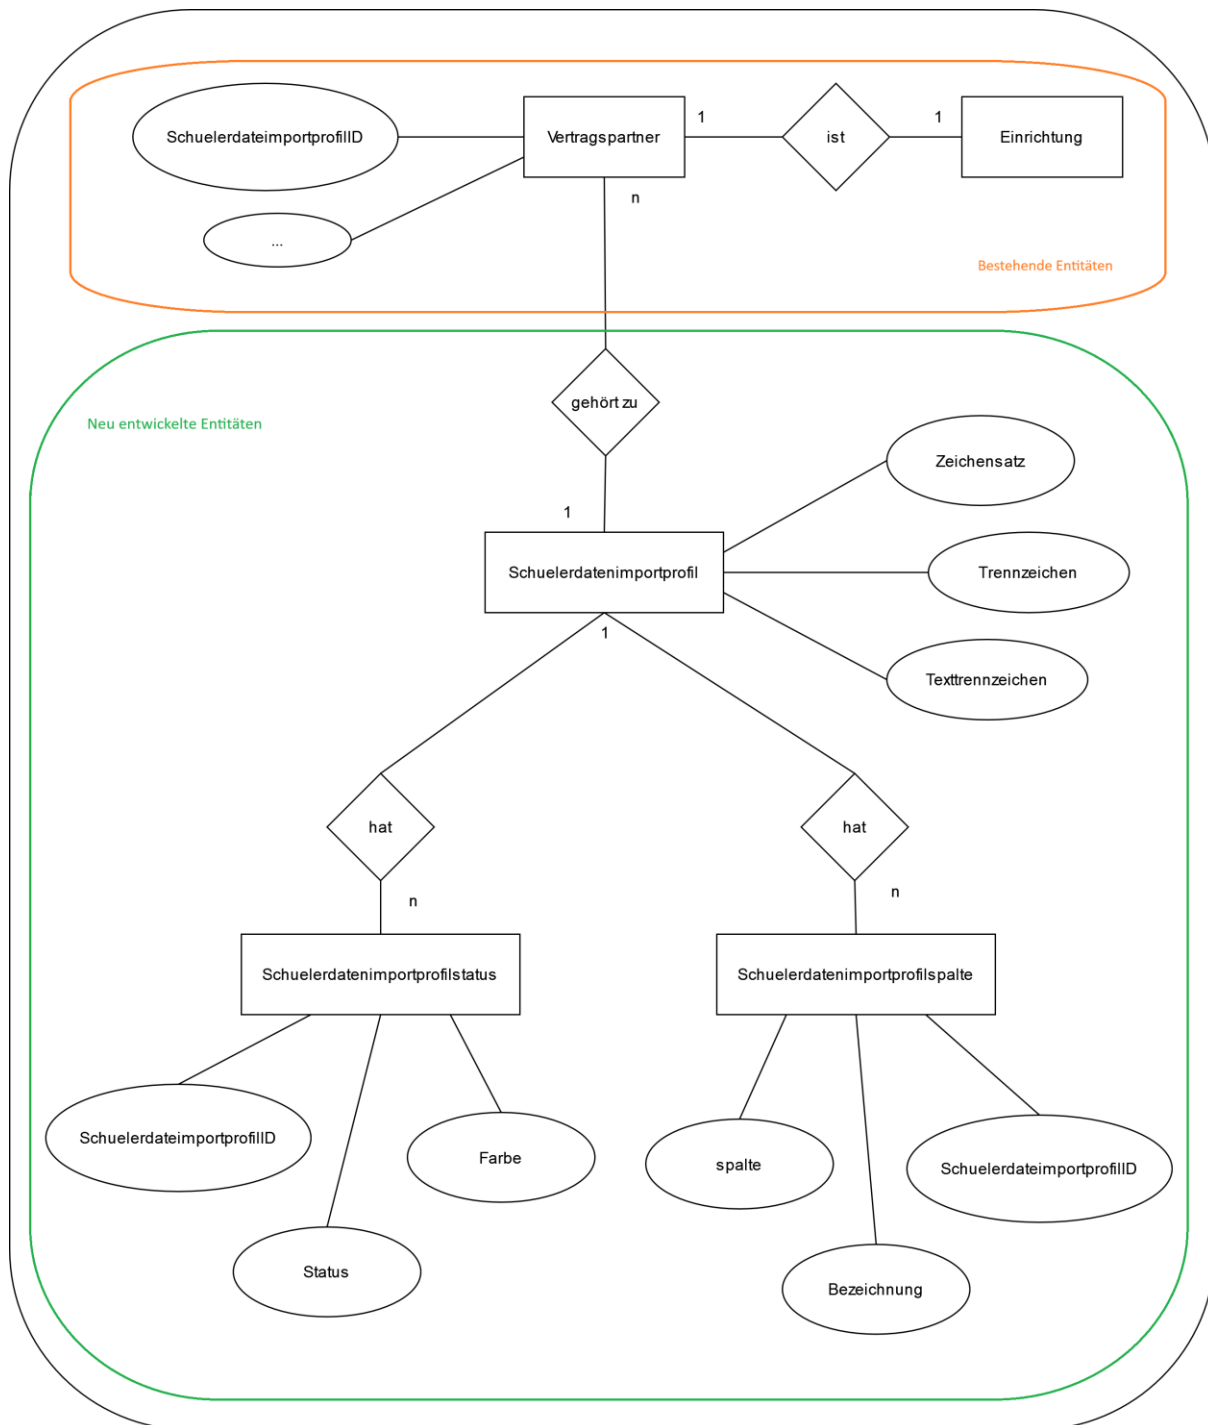 SchuelerdateimportprofilID
Vertragspartner
1
ist
1
Einrichtung
n
...
Bestehende Entitäten
gehört zu
Neu entwickelte Entitäten
Zeichensatz
1
Schuelerdatenimportprofil
Trennzeichen
1
Texttrennzeichen
hat
hat
n
n
Schuelerdatenimportprofilstatus
Schuelerdatenimportprofilspalte
SchuelerdateimportprofilID
Farbe
spalte
SchuelerdateimportprofilID
Status
Bezeichnung